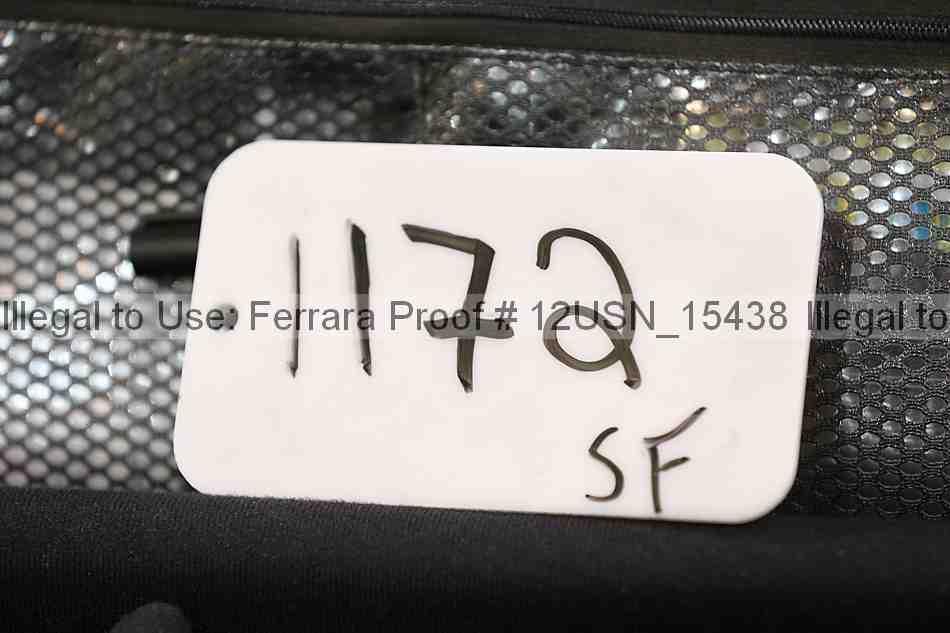 1172
Illegal to Use: Ferrara Proof # 12USN_15438 Illegal to
SF